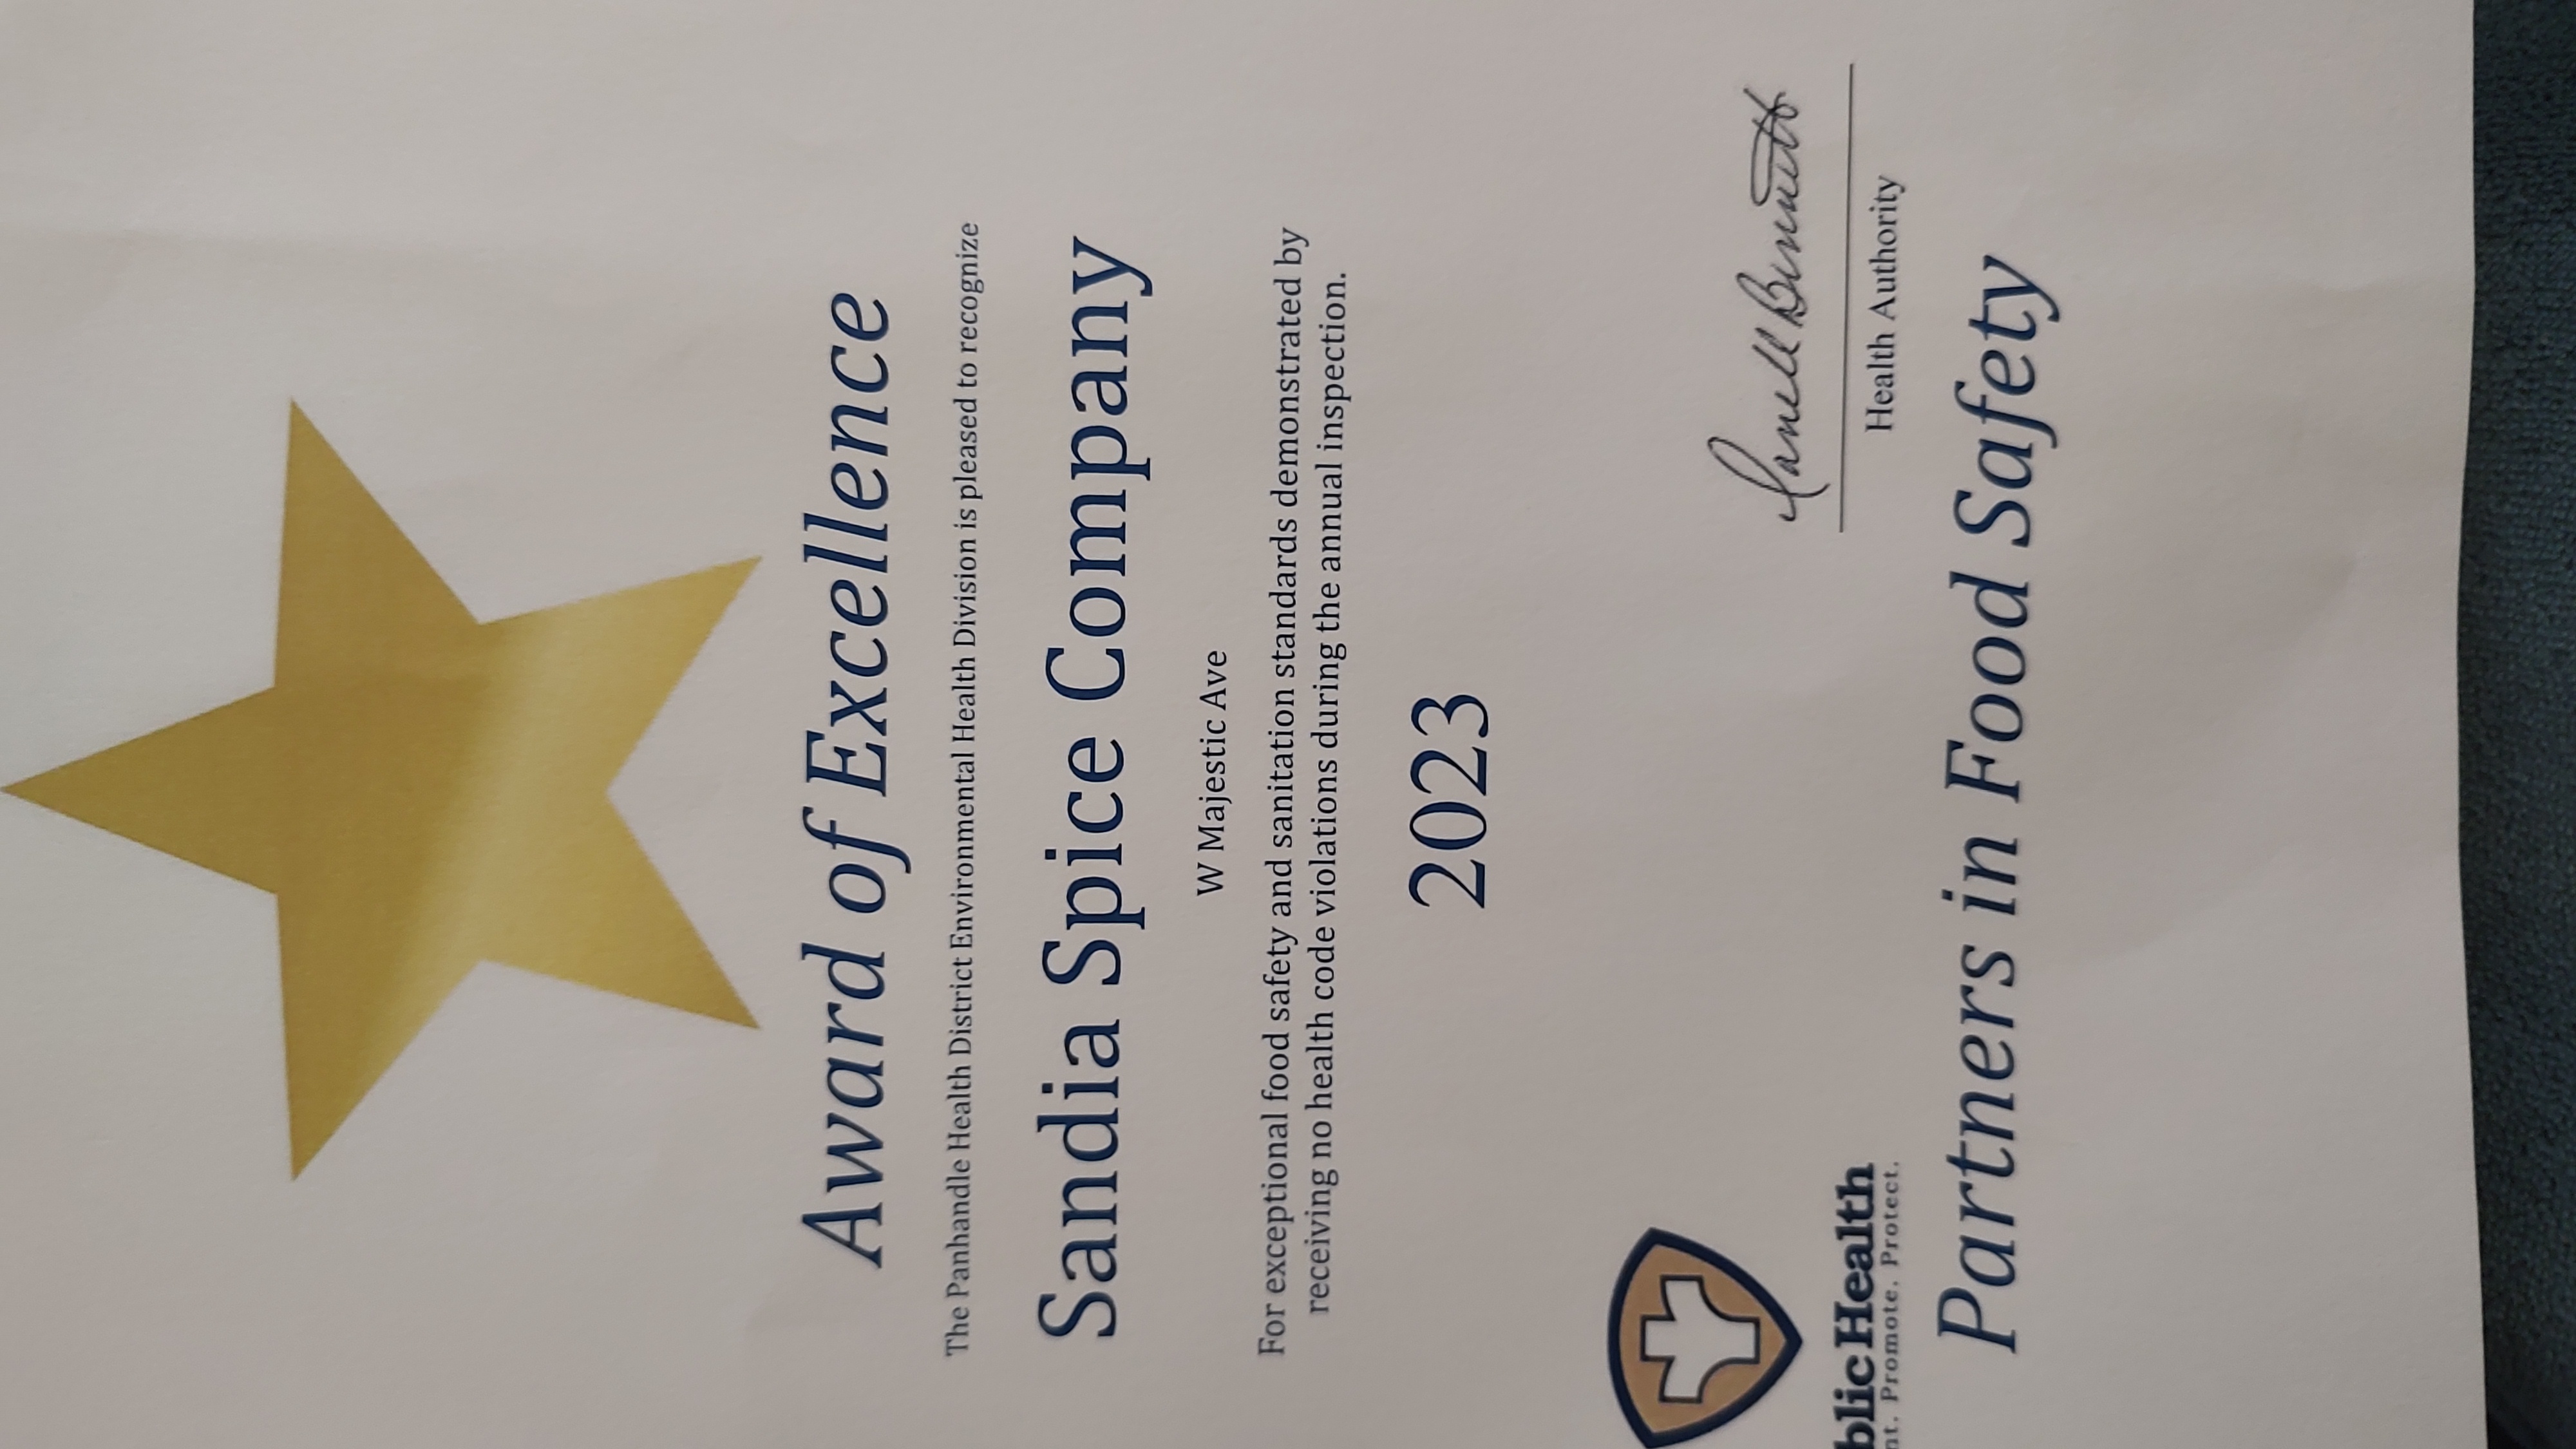 Award of Excellence
The Panhandle Health District Environmental Health Division is pleased to recognize
Sandia Spice Company
W Majestic Ave
For exceptional food safety and sanitation standards demonstrated by
receiving no health code violations during the annual inspection.
2023
Health Authority
blicHealth
nt. Promote. Protect.
Partners in Food Safety